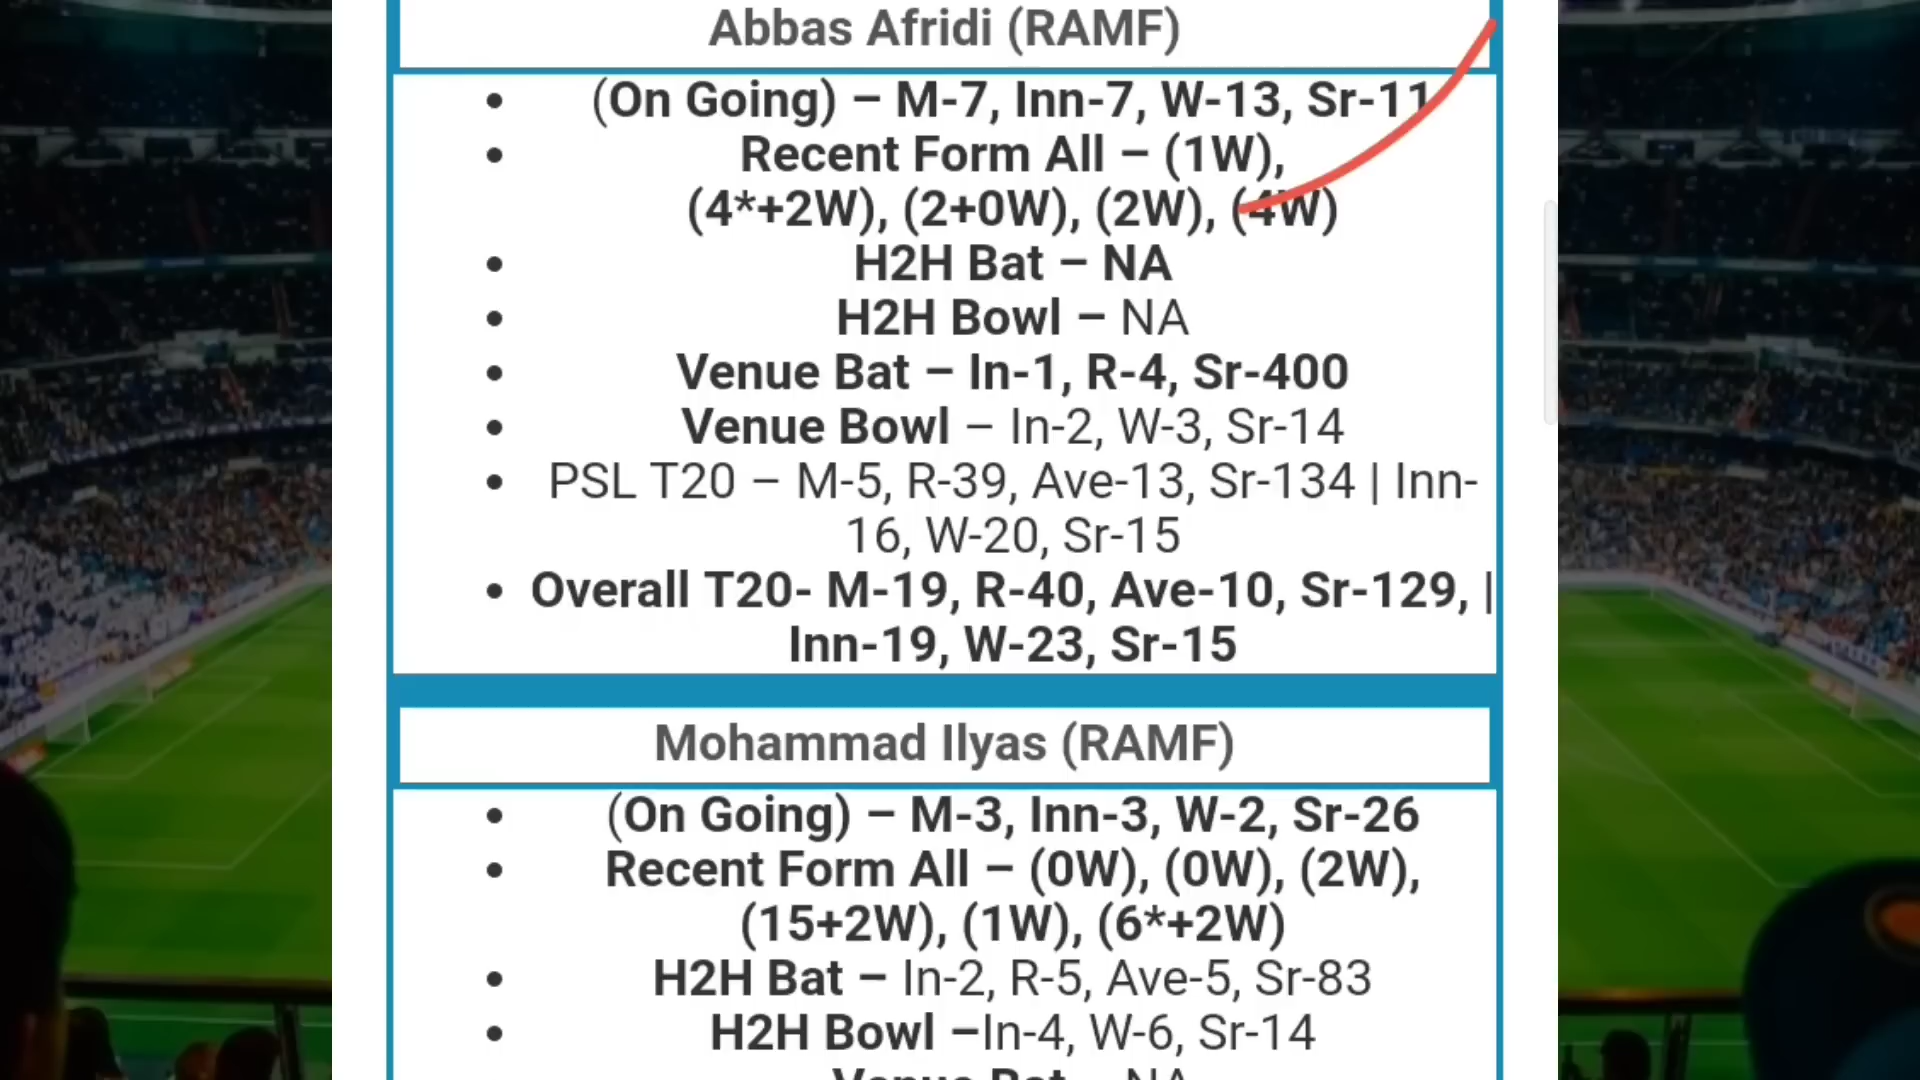 Abbas Afridi (RAMF)
• (On Going) – M-7, Inn-7, W-13, Sr-11
• Recent Form All – (1W),
(4*+2W), (2+0W), (2W), (4W)
• H2H Bat – NA
• H2H Bowl – NA
• Venue Bat – In-1, R-4, Sr-400
• Venue Bowl – In-2, W-3, Sr-14
• PSL T20 – M-5, R-39, Ave-13, Sr-134 | Inn-
16, W-20, Sr-15
• Overall T20- M-19, R-40, Ave-10, Sr-129, |
Inn-19, W-23, Sr-15
Mohammad Ilyas (RAMF)
• (On Going) – M-3, Inn-3, W-2, Sr-26
• Recent Form All – (0W), (0W), (2W),
(15+2W), (1W), (6*+2W)
• H2H Bat – In-2, R-5, Ave-5, Sr-83
• H2H Bowl –In-4, W-6, Sr-14
Venue Bat – NA